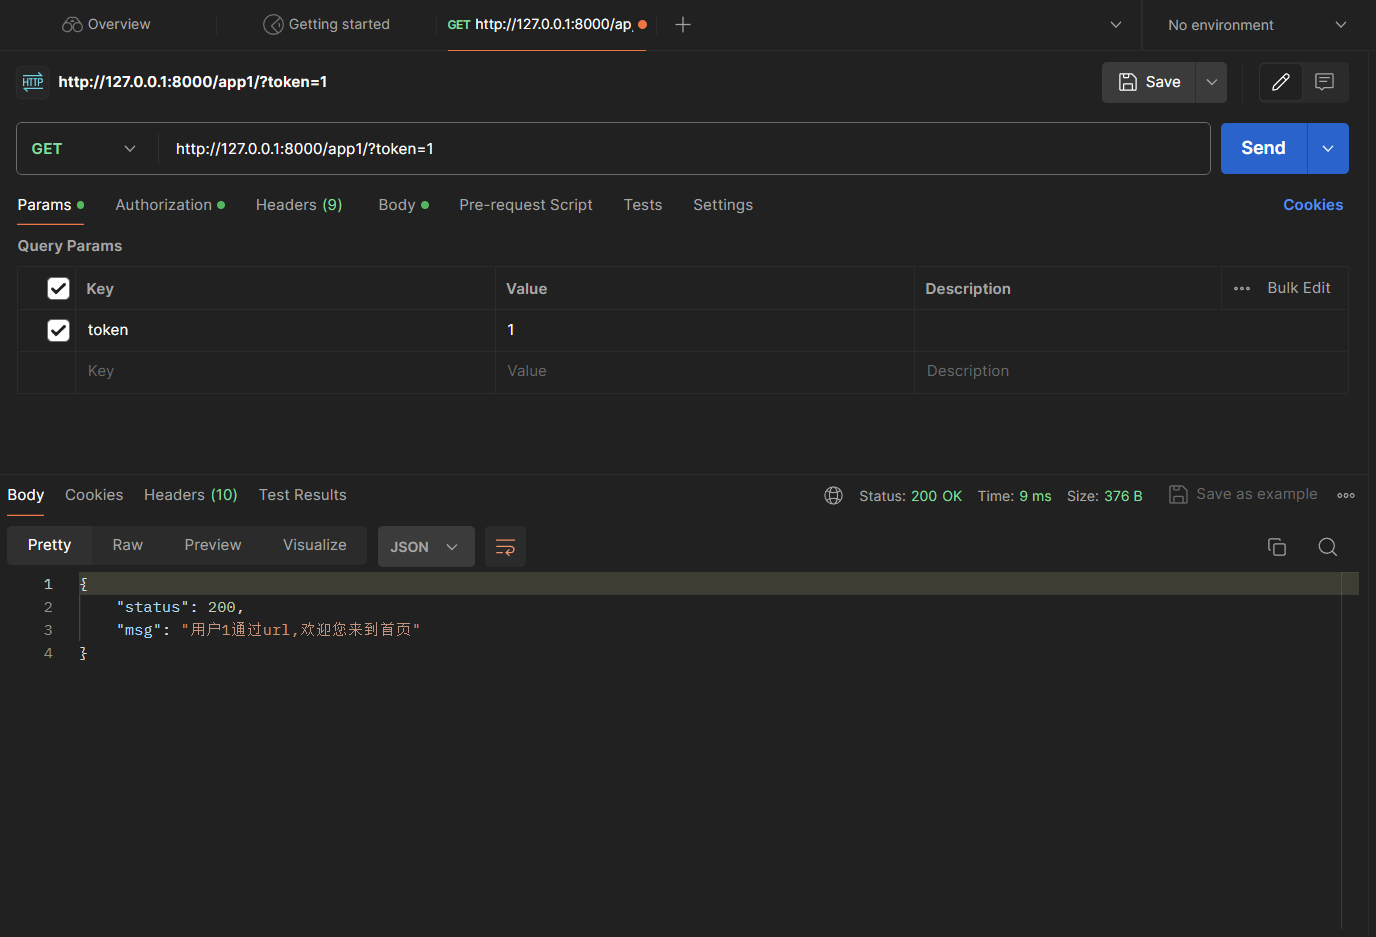 Overview
Getting started
GET http://127.0.0.1:8000/ap
No environment
HTTP
http://127.0.0.1:8000/app1/?token=1
Save
GET
http://127.0.0.1:8000/app1/?token=1
Send
Params
Authorization
Headers (9)
Body
Pre-request Script
Tests
Settings
Cookies
Query Params
Key
Value
Description
Bulk Edit
token
1
Key
Value
Description
Body
Cookies
Headers (10)
Test Results
Status: 200 OK
Time: 9 ms
Size: 376 B
Save as example
Pretty
Raw
Preview
Visualize
JSON
1 {
2 "status": 200,
3 "msg": "用户1通过url,欢迎您来到首页"
4 }